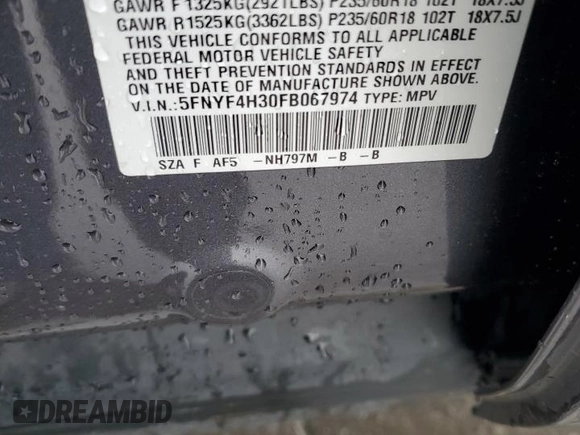 GAWR F 1325KG(2921LBS) P235/60R18 102T 18X7.5J
GAWR R1525KG(3362LBS) P235/60R18 102T 18X7.5J
THIS VEHICLE CONFORMS TO ALL APPLICABLE
FEDERAL MOTOR VEHICLE SAFETY
AND THEFT PREVENTION STANDARDS IN EFFECT
ON THE DATE OF MANUFACTURE SHOWN ABOVE.
V.I.N.: 5FNYF4H30FB067974 TYPE: MPV
SZA F AF5 -NH797M -B -B
DREAMBID